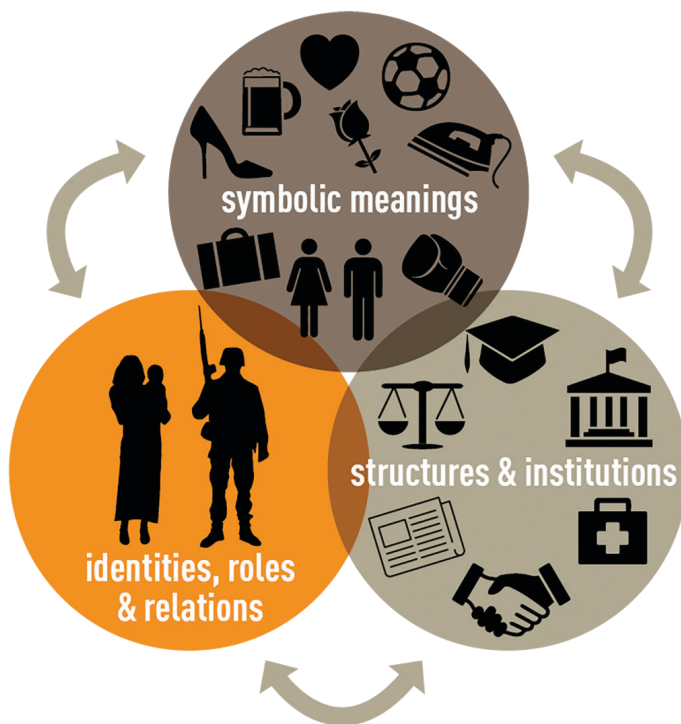 symbolic meanings
structures & institutions
identities, roles
& relations